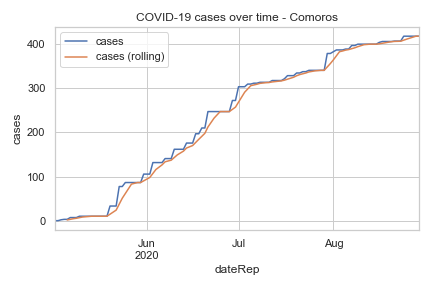 COVID-19 cases over time - Comoros
cases
cases (rolling)
400
300
200
100
0
cases
Jun
2020
Jul
Aug
dateRep